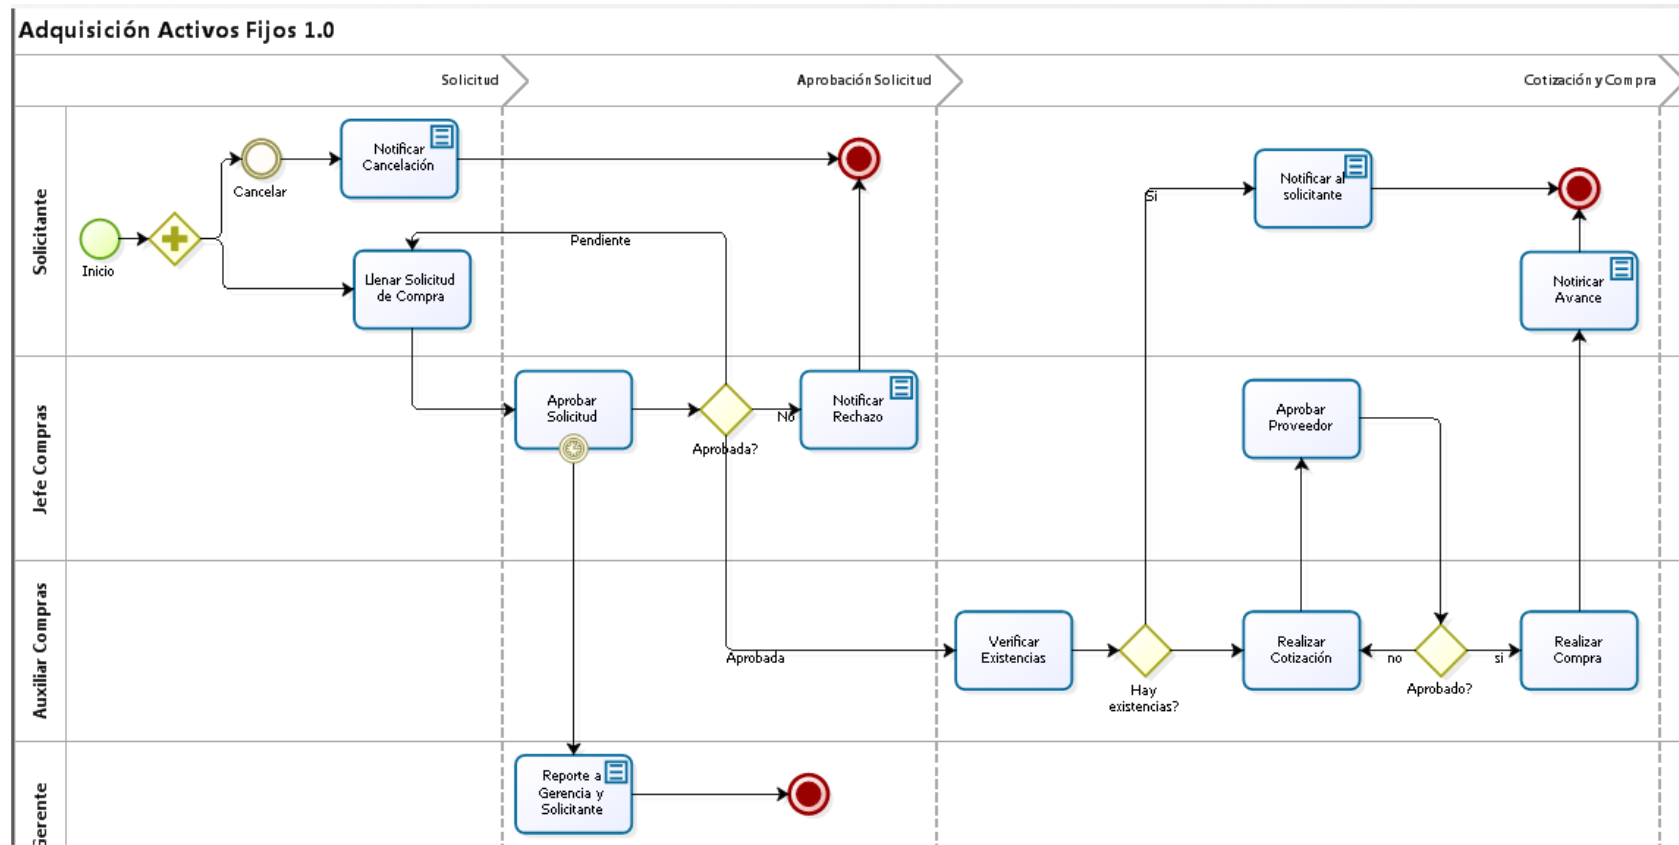 Adquisición Activos Fijos 1.0
Solicitud
Aprobación Solicitud
Cotización y Compra
Solicitante
Inicio
Cancelar
Notificar
Cancelación
Llenar Solicitud
de Compra
Pendiente
Si
Notificar al
solicitante
Notiricar
Avance
Jefe Compras
Aprobar
Solicitud
Aprobada?
No
Notificar
Rechazo
Aprobar
Proveedor
Auxiliar Compras
Aprobada
Verificar
Existencias
Hay
existencias?
Realizar
Cotización
no
Aprobado?
si
Realizar
Compra
Gerente
Reporte a
Gerencia y
Solicitante